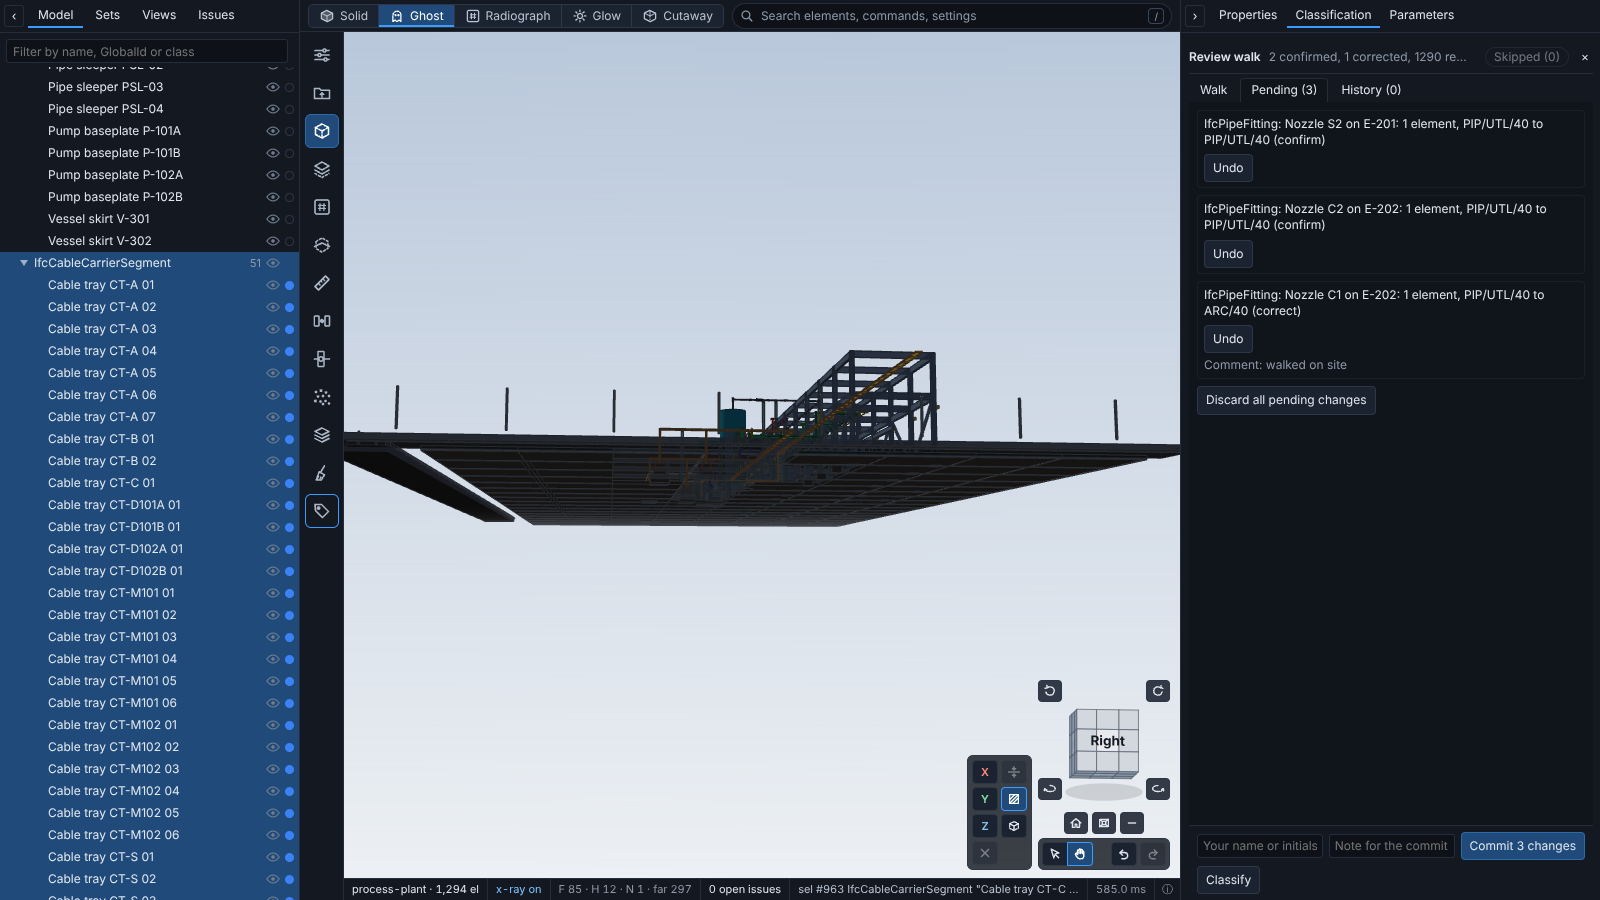 Model Sets Views Issues
Solid Ghost Radiograph Glow Cutaway
Search elements, commands, settings /
Properties Classification Parameters
Filter by name, GlobalId or class
Pipe sleeper PSL-02
Pipe sleeper PSL-03
Pipe sleeper PSL-04
Pump baseplate P-101A
Pump baseplate P-101B
Pump baseplate P-102A
Pump baseplate P-102B
Vessel skirt V-301
Vessel skirt V-302
IfcCableCarrierSegment 51
Cable tray CT-A 01
Cable tray CT-A 02
Cable tray CT-A 03
Cable tray CT-A 04
Cable tray CT-A 05
Cable tray CT-A 06
Cable tray CT-A 07
Cable tray CT-B 01
Cable tray CT-B 02
Cable tray CT-C 01
Cable tray CT-D101A 01
Cable tray CT-D101B 01
Cable tray CT-D102A 01
Cable tray CT-D102B 01
Cable tray CT-M101 01
Cable tray CT-M101 02
Cable tray CT-M101 03
Cable tray CT-M101 04
Cable tray CT-M101 05
Cable tray CT-M101 06
Cable tray CT-M102 01
Cable tray CT-M102 02
Cable tray CT-M102 03
Cable tray CT-M102 04
Cable tray CT-M102 05
Cable tray CT-M102 06
Cable tray CT-S 01
Cable tray CT-S 02
Right
X
Y
Z
process-plant · 1,294 el
x-ray on
F 85 · H 12 · N 1 · far 297
0 open issues
sel #963 IfcCableCarrierSegment "Cable tray CT-C ...
585.0 ms
Review walk 2 confirmed, 1 corrected, 1290 re... Skipped (0) ×
Walk Pending (3) History (0)
IfcPipeFitting: Nozzle S2 on E-201: 1 element, PIP/UTL/40 to
PIP/UTL/40 (confirm)
Undo
IfcPipeFitting: Nozzle C2 on E-202: 1 element, PIP/UTL/40 to
PIP/UTL/40 (confirm)
Undo
IfcPipeFitting: Nozzle C1 on E-202: 1 element, PIP/UTL/40 to
ARC/40 (correct)
Undo
Comment: walked on site
Discard all pending changes
Your name or initials Note for the commit Commit 3 changes
Classify